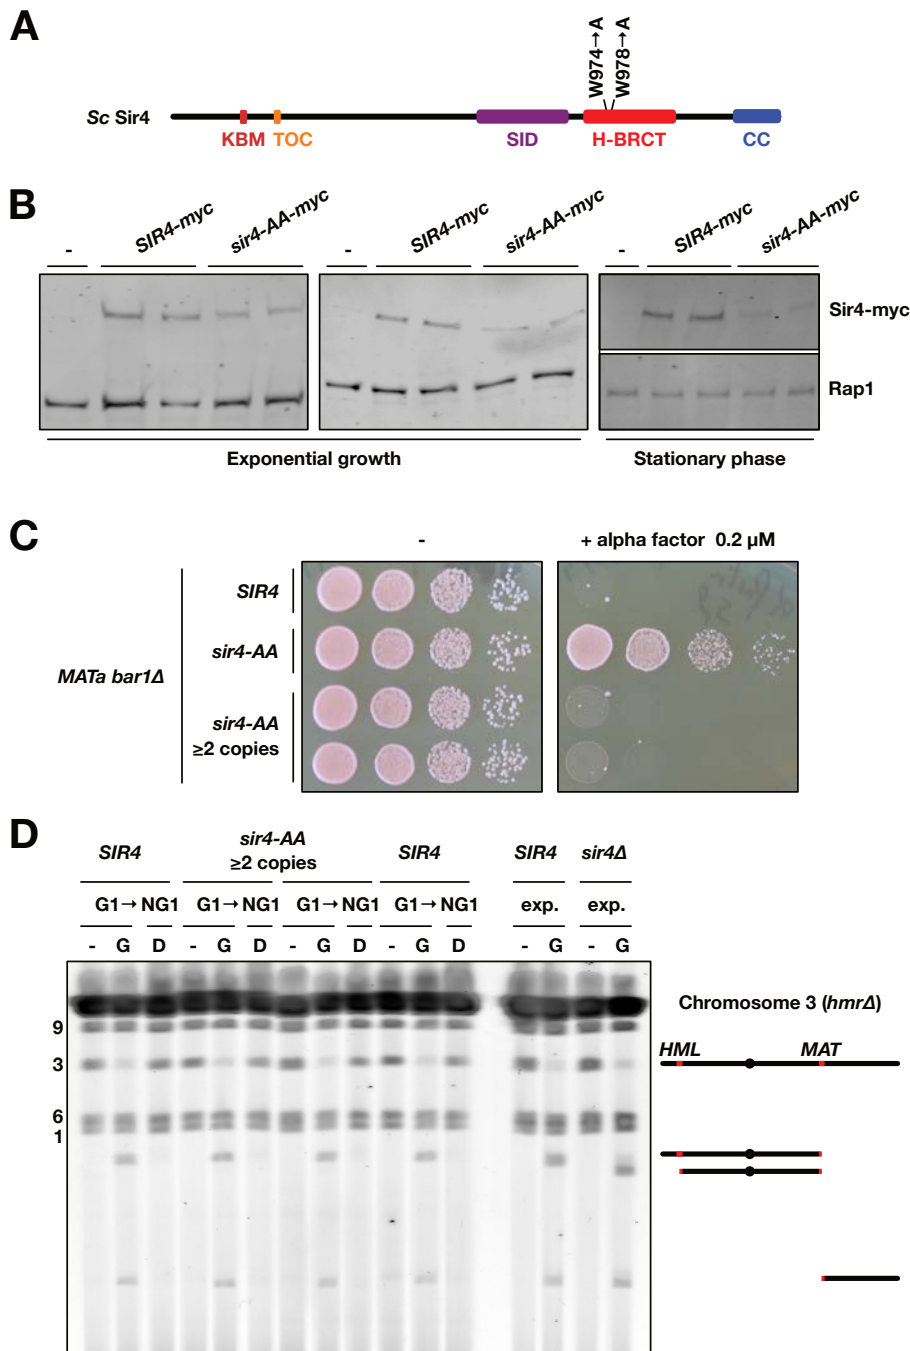 A
W974→A
W978→A
Sc Sir4
KBM TOC SID H-BRCT CC
B
- SIR4-myc sir4-AA-myc - SIR4-myc sir4-AA-myc - SIR4-myc sir4-AA-myc
Sir4-myc
Rap1
Exponential growth Stationary phase
C
- + alpha factor 0.2 µM
SIR4
sir4-AA
MATa bar1Δ
sir4-AA
≥2 copies
D
SIR4 sir4-AA ≥2 copies SIR4 SIR4 sir4Δ
G1→NG1 G1→NG1 G1→NG1 G1→NG1 exp. exp.
- G D - G D - G D - G D - G - G
Chromosome 3 (hmrΔ)
9
HML MAT
3
6
1